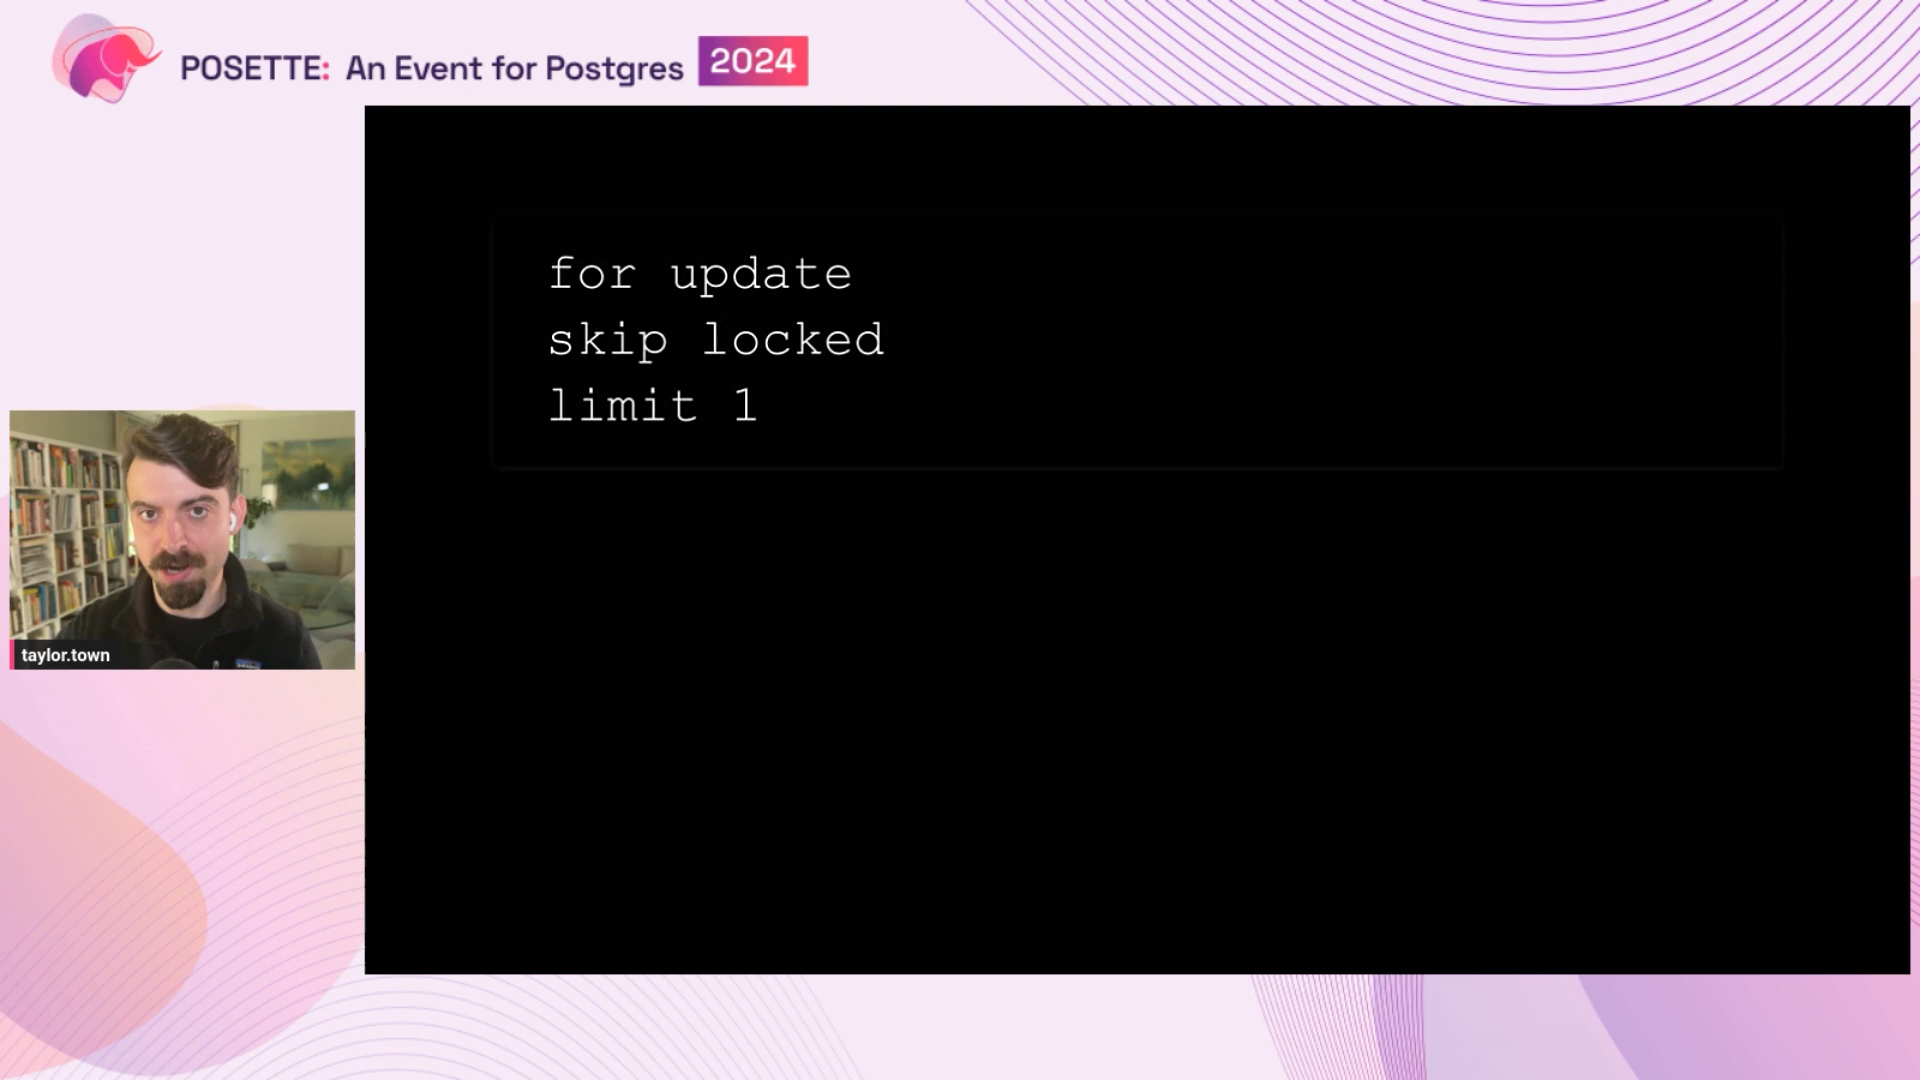 POSETTE: An Event for Postgres 2024
for update
skip locked
limit 1
taylor.town